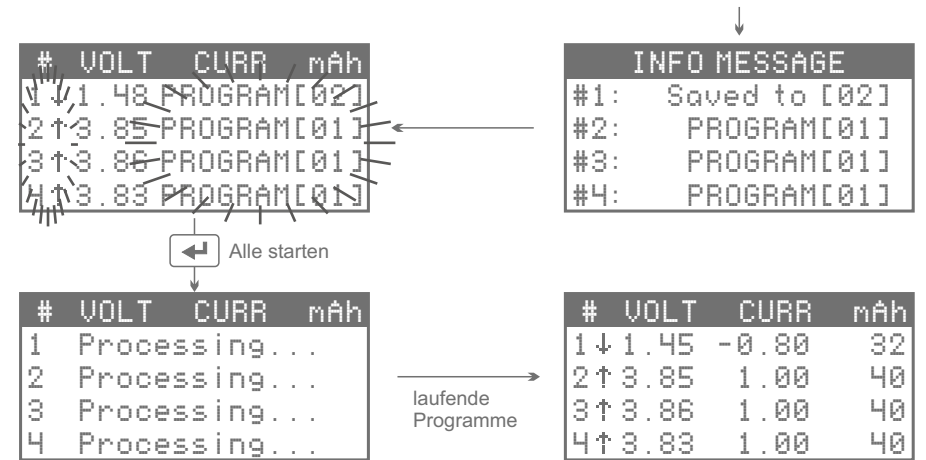 # VOLT CURR mAh
1↓1.48 PROGRAM[02]
2↑3.85 PROGRAM[01]
3↑3.86 PROGRAM[01]
4↑3.83 PROGRAM[01]
INFO MESSAGE
#1: Saved to [02]
#2: PROGRAM[01]
#3: PROGRAM[01]
#4: PROGRAM[01]
Alle starten
# VOLT CURR mAh
1 Processing...
2 Processing...
3 Processing...
4 Processing...
laufende
Programme
# VOLT CURR mAh
1↓1.45 -0.80 32
2↑3.85 1.00 40
3↑3.86 1.00 40
4↑3.83 1.00 40